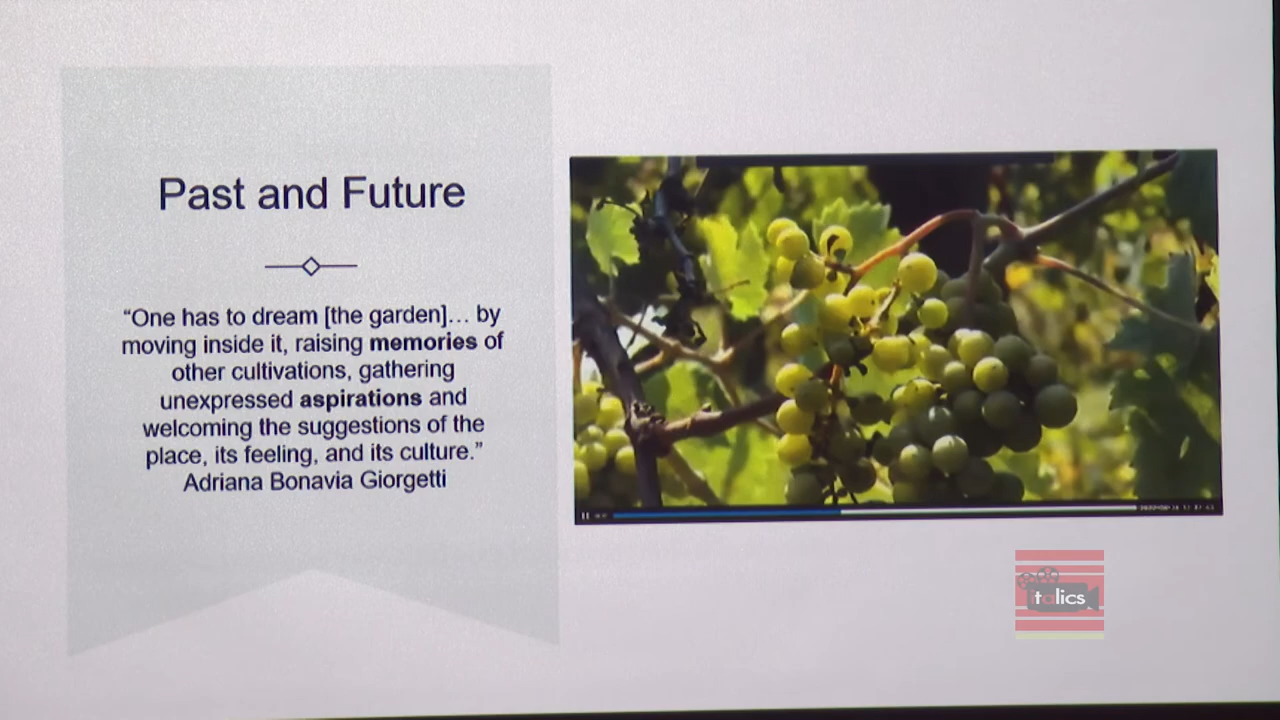 Past and Future
“One has to dream [the garden]... by
moving inside it, raising memories of
other cultivations, gathering
unexpressed aspirations and
welcoming the suggestions of the
place, its feeling, and its culture.”
Adriana Bonavia Giorgetti
italics